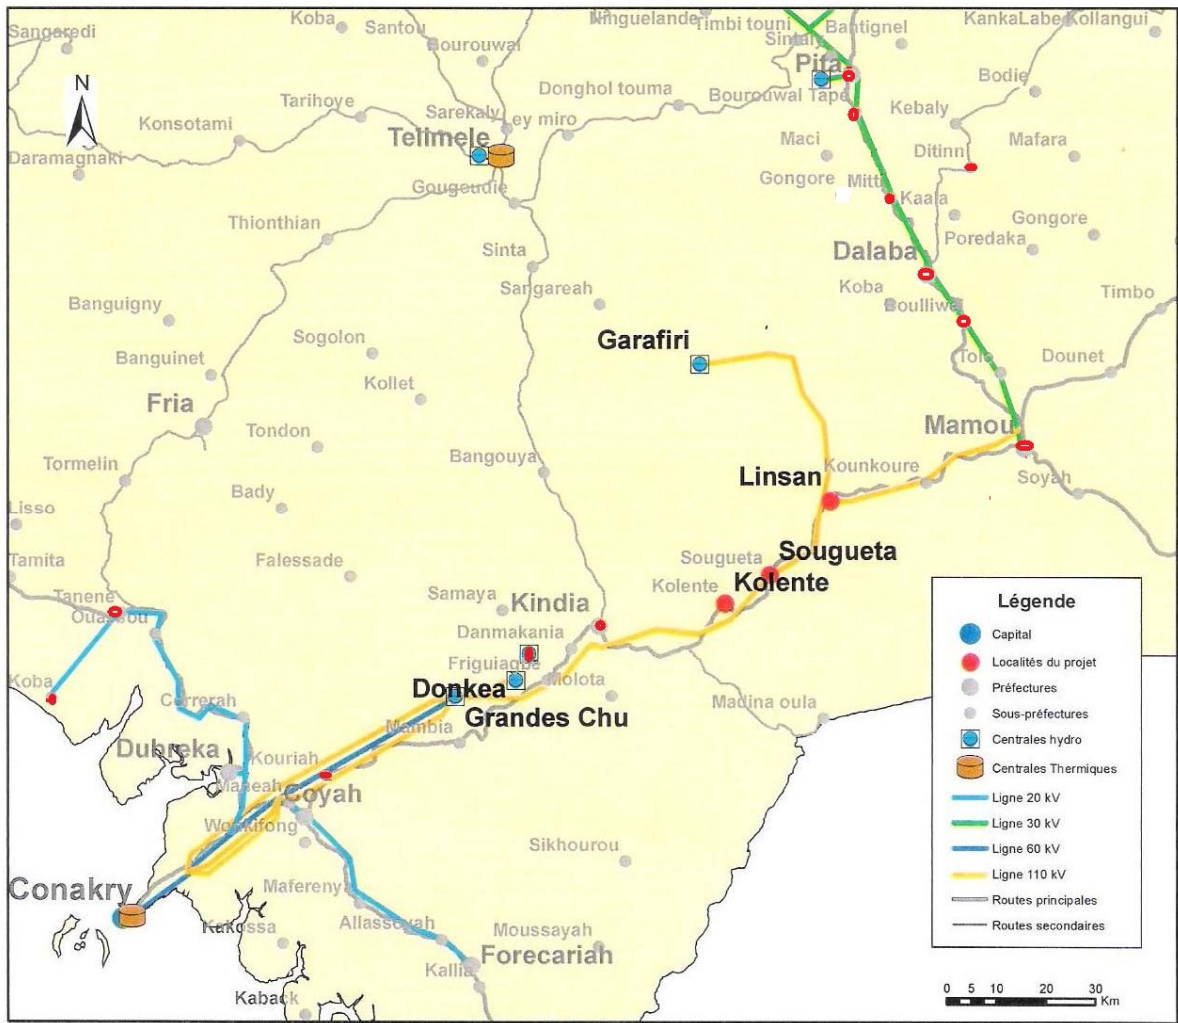 Koba
Santou
Ninguelande
Timbi touni
Bantignel
KankaLabe
Kollangui
Sangaredi
Bourouwal
Sintaly
Pita
N
Bodie
Tarihoye
Sarekaly
Ley miro
Donghol touma
Bourouwal Tape
Kebaly
Konsotami
Telimele
Maci
Ditinn
Mafara
Daramagnaki
Gougoudie
Gongore
Mitti
Kaala
Thionthian
Sinta
Dalaba
Poredaka
Gongore
Banguigny
Sangareah
Koba
Boulliwel
Timbo
Sogolon
Garafiri
Banguinet
Kollet
Tolo
Dounet
Fria
Tondon
Mamou
Tormelin
Bangouya
Linsan
Kounkoure
Soyah
Bady
Lisso
Tamita
Falessade
Sougueta
Sougueta
Kolente
Kolente
Tanene
Ouassou
Samaya
Kindia
Danmakania
Friguiagbe
Koba
Correrah
Donkea
Molota
Grandes Chu
Mambia
Madina oula
Dubreka
Kouriah
Maneah
Coyah
Wonkifong
Sikhourou
Conakry
Maferenya
Kakossa
Allassoyah
Moussayah
Forecariah
Kallia
Kaback
Légende
Capital
Localités du projet
Préfectures
Sous-préfectures
Centrales hydro
Centrales Thermiques
Ligne 20 kV
Ligne 30 kV
Ligne 60 kV
Ligne 110 kV
Routes principales
Routes secondaires
0 5 10 20 30
Km